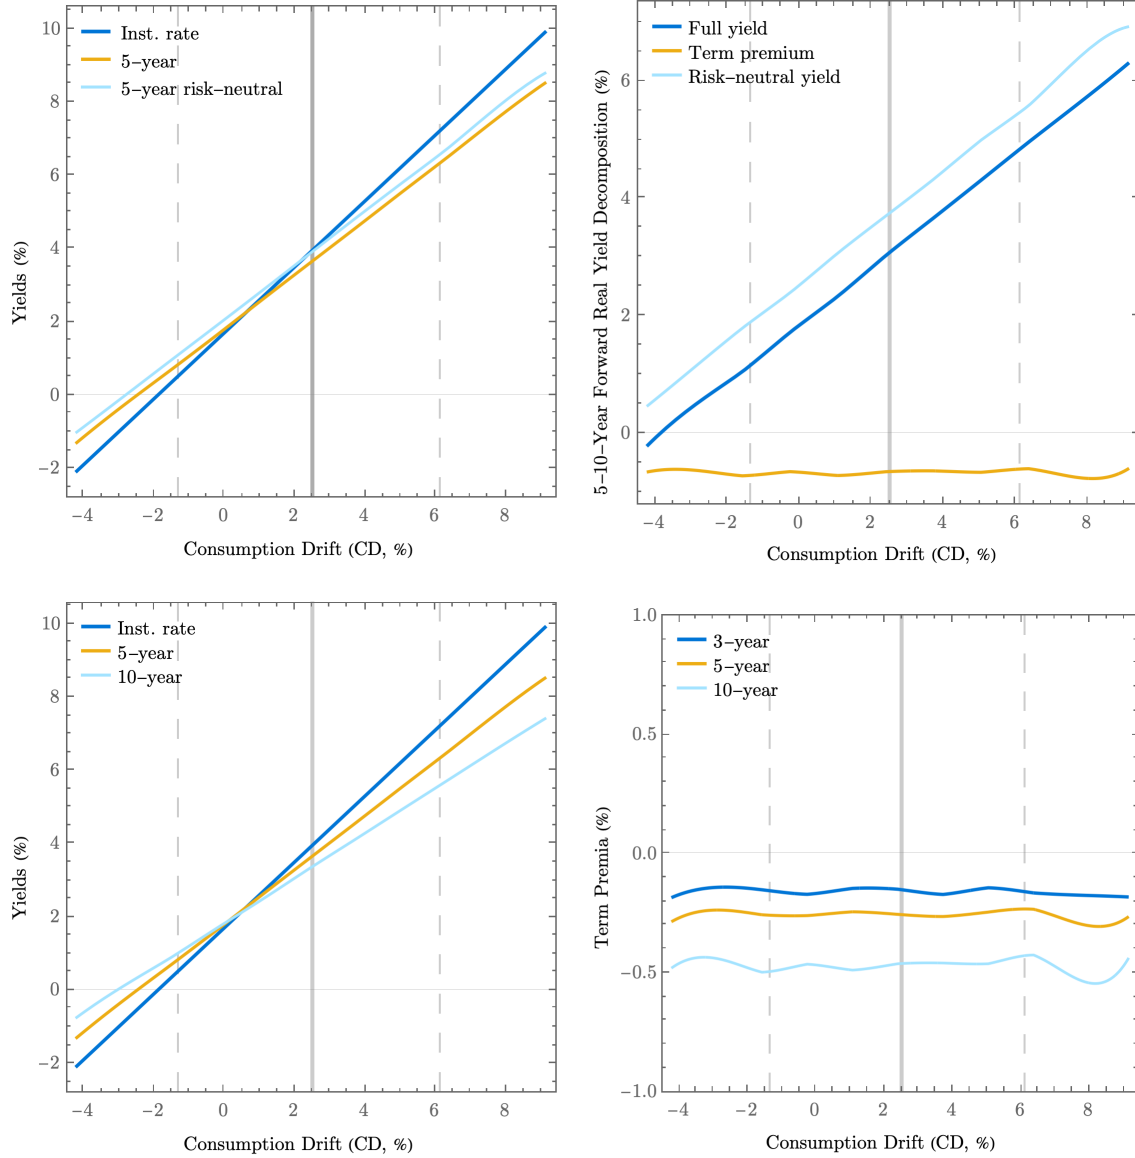 Inst. rate
5–year
5–year risk–neutral
10
8
6
4
2
0
−2
Yields (%)
−4
−2
0
2
4
6
8
Consumption Drift (CD, %)
Full yield
Term premium
Risk–neutral yield
6
4
2
0
5–10–Year Forward Real Yield Decomposition (%)
−4
−2
0
2
4
6
8
Consumption Drift (CD, %)
Inst. rate
5–year
10–year
10
8
6
4
2
0
−2
Yields (%)
−4
−2
0
2
4
6
8
Consumption Drift (CD, %)
3–year
5–year
10–year
1.0
0.5
0.0
−0.5
−1.0
Term Premia (%)
−4
−2
0
2
4
6
8
Consumption Drift (CD, %)